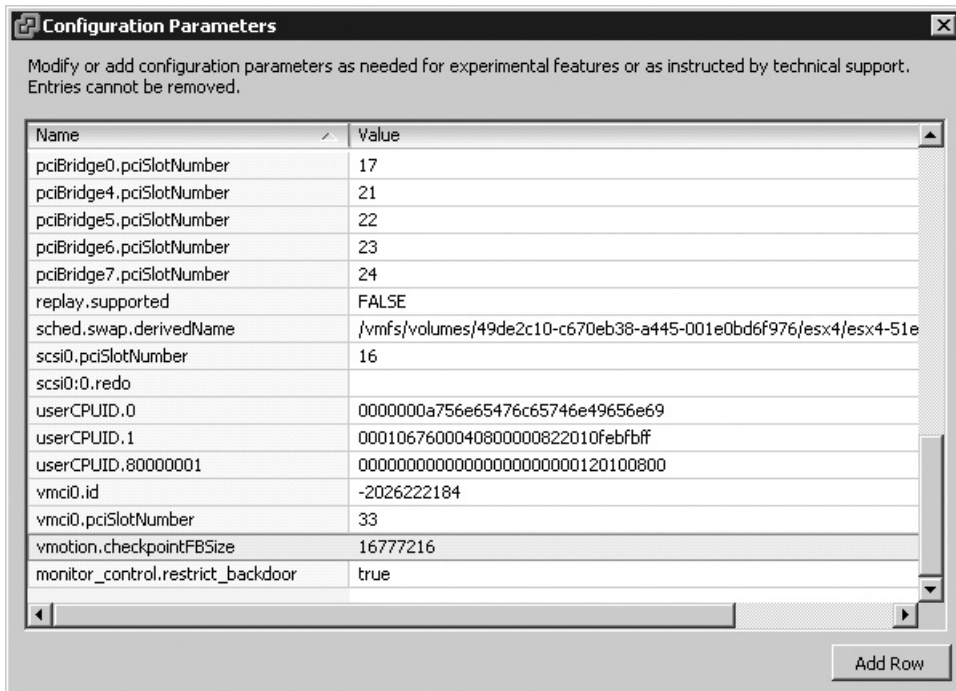 Configuration Parameters
Modify or add configuration parameters as needed for experimental features or as instructed by technical support.
Entries cannot be removed.
Name Value
pciBridge0.pciSlotNumber 17
pciBridge4.pciSlotNumber 21
pciBridge5.pciSlotNumber 22
pciBridge6.pciSlotNumber 23
pciBridge7.pciSlotNumber 24
replay.supported FALSE
sched.swap.derivedName /vmfs/volumes/49de2c10-c670eb38-a445-001e0bd6f976/esx4/esx4-51e
scsi0.pciSlotNumber 16
scsi0:0.redo
userCPUID.0 0000000a756e65476c65746e49656e69
userCPUID.1 0001067600040800000822010febfbff
userCPUID.80000001 00000000000000000000000120100800
vmci0.id -2026222184
vmci0.pciSlotNumber 33
vmotion.checkpointFBSize 16777216
monitor_control.restrict_backdoor true
Add Row